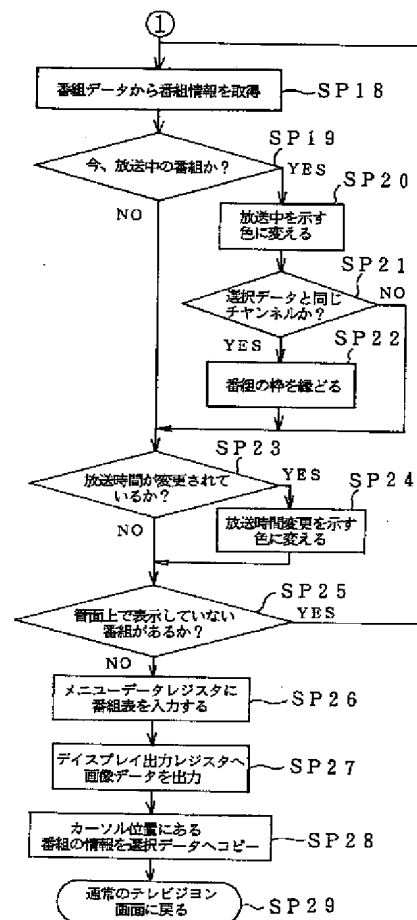 1
番組データから番組情報を取得
SP18
今、放送中の番組か?
SP19
YES
NO
放送中を示す
色に変える
SP20
選択データと同じ
チャンネルか?
SP21
NO
YES
番組の枠を縁どる
SP22
放送時間が変更されて
いるか?
SP23
YES
NO
放送時間変更を示す
色に変える
SP24
管面上で表示していない
番組があるか?
SP25
YES
NO
メニューデータレジスタに
番組表を入力する
SP26
ディスプレイ出力レジスタへ
画像データを出力
SP27
カーソル位置にある
番組の情報を選択データへコピー
SP28
通常のテレビジョン
画面に戻る
SP29